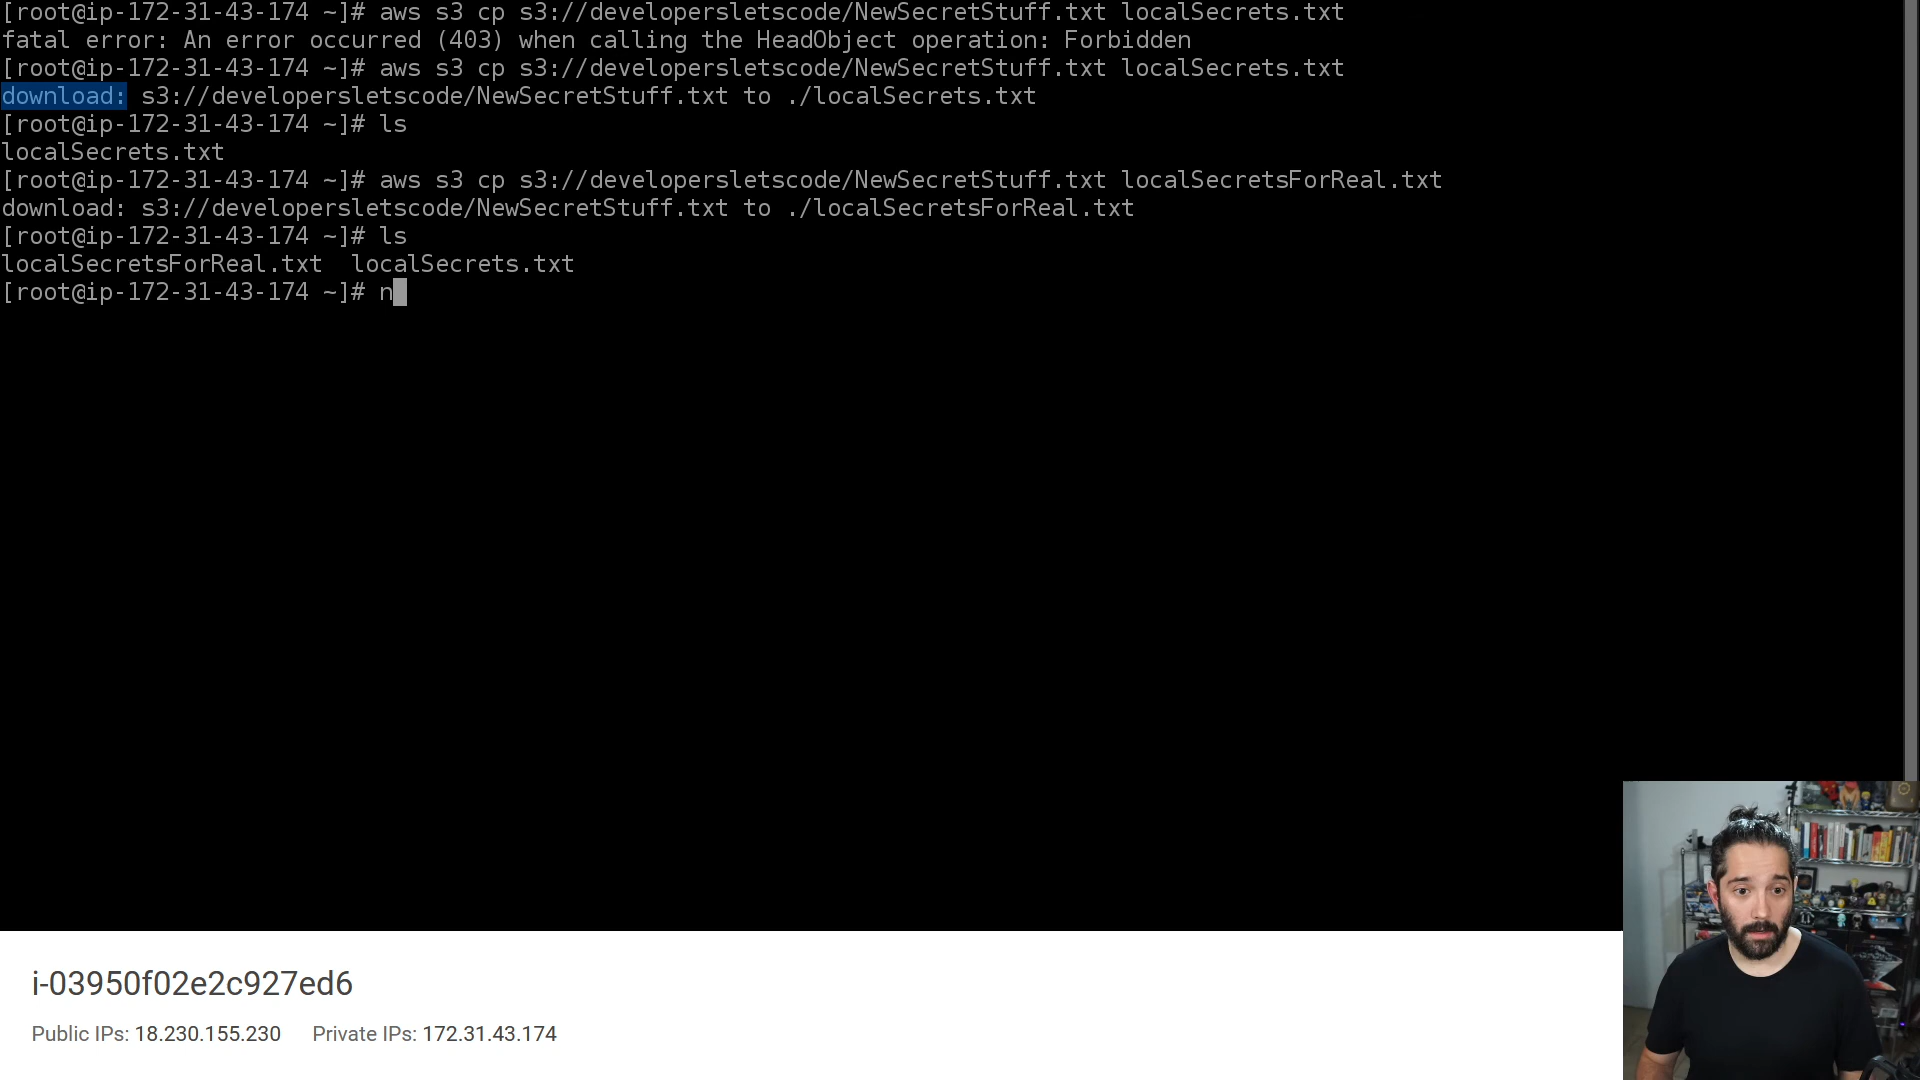 [root@ip-172-31-43-174 ~]# aws s3 cp s3://developersletscode/NewSecretStuff.txt localSecrets.txt
fatal error: An error occurred (403) when calling the HeadObject operation: Forbidden
[root@ip-172-31-43-174 ~]# aws s3 cp s3://developersletscode/NewSecretStuff.txt localSecrets.txt
download: s3://developersletscode/NewSecretStuff.txt to ./localSecrets.txt
[root@ip-172-31-43-174 ~]# ls
localSecrets.txt
[root@ip-172-31-43-174 ~]# aws s3 cp s3://developersletscode/NewSecretStuff.txt localSecretsForReal.txt
download: s3://developersletscode/NewSecretStuff.txt to ./localSecretsForReal.txt
[root@ip-172-31-43-174 ~]# ls
localSecretsForReal.txt  localSecrets.txt
[root@ip-172-31-43-174 ~]# n
i-03950f02e2c927ed6
Public IPs: 18.230.155.230 Private IPs: 172.31.43.174